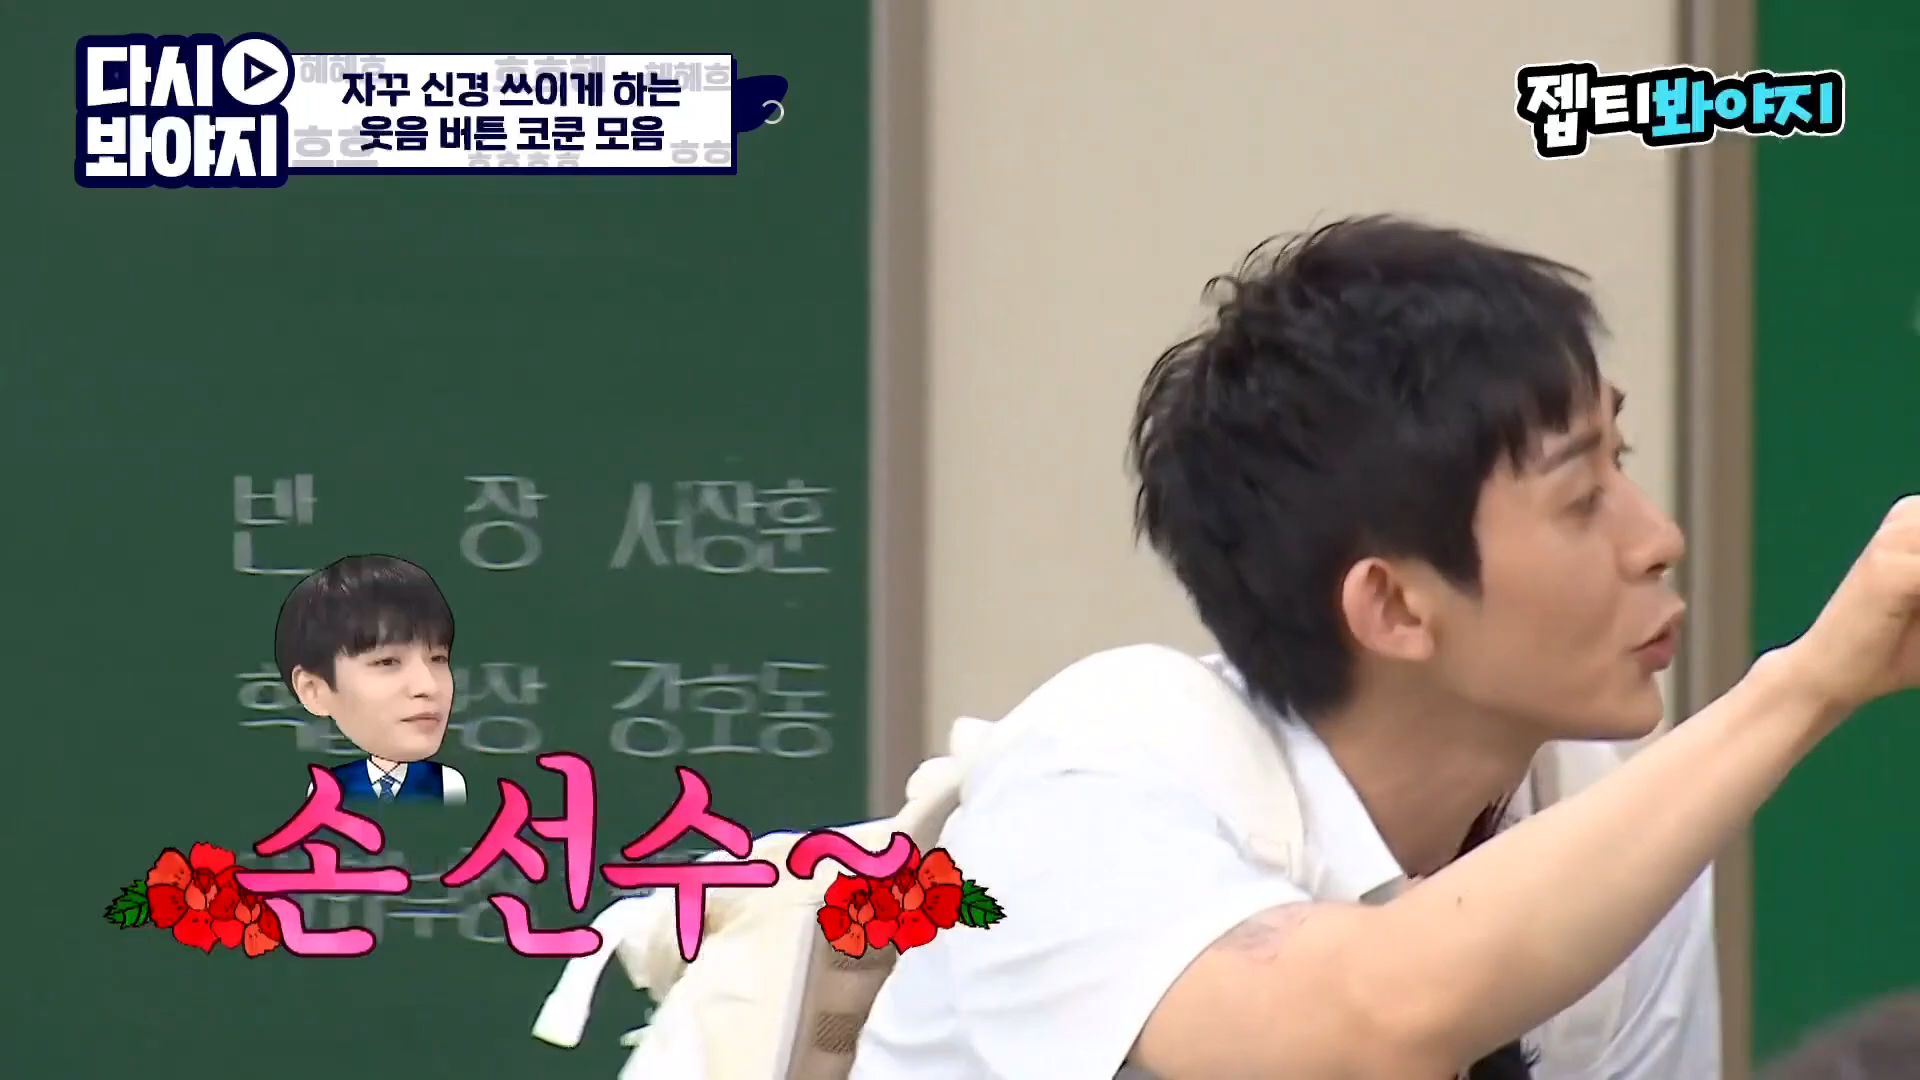 다시
봐야지
자꾸 신경 쓰이게 하는
웃음 버튼 코쿤 모음
젭티봐야지
반 장 서장훈
장 강호동
손 선수~